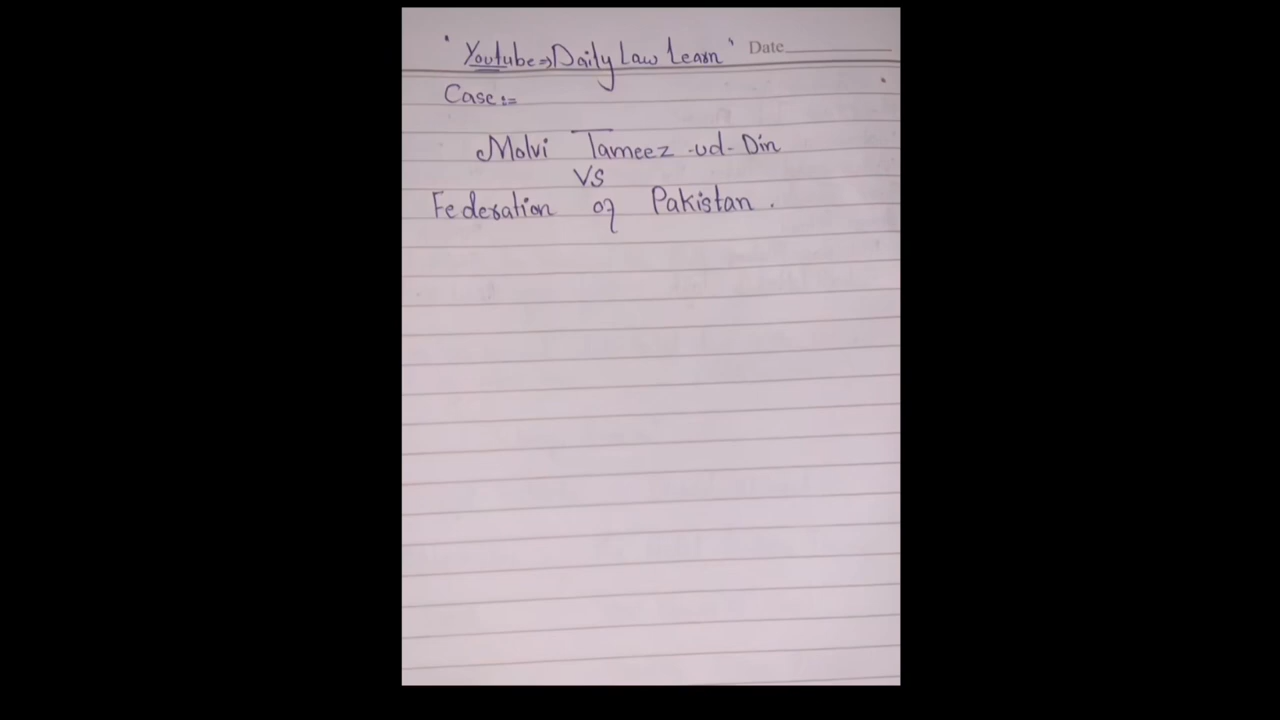 ' Youtube⇒Daily Law Learn ' Date
Case:=
Molvi Tameez -ud- Din
VS
Federation of Pakistan .